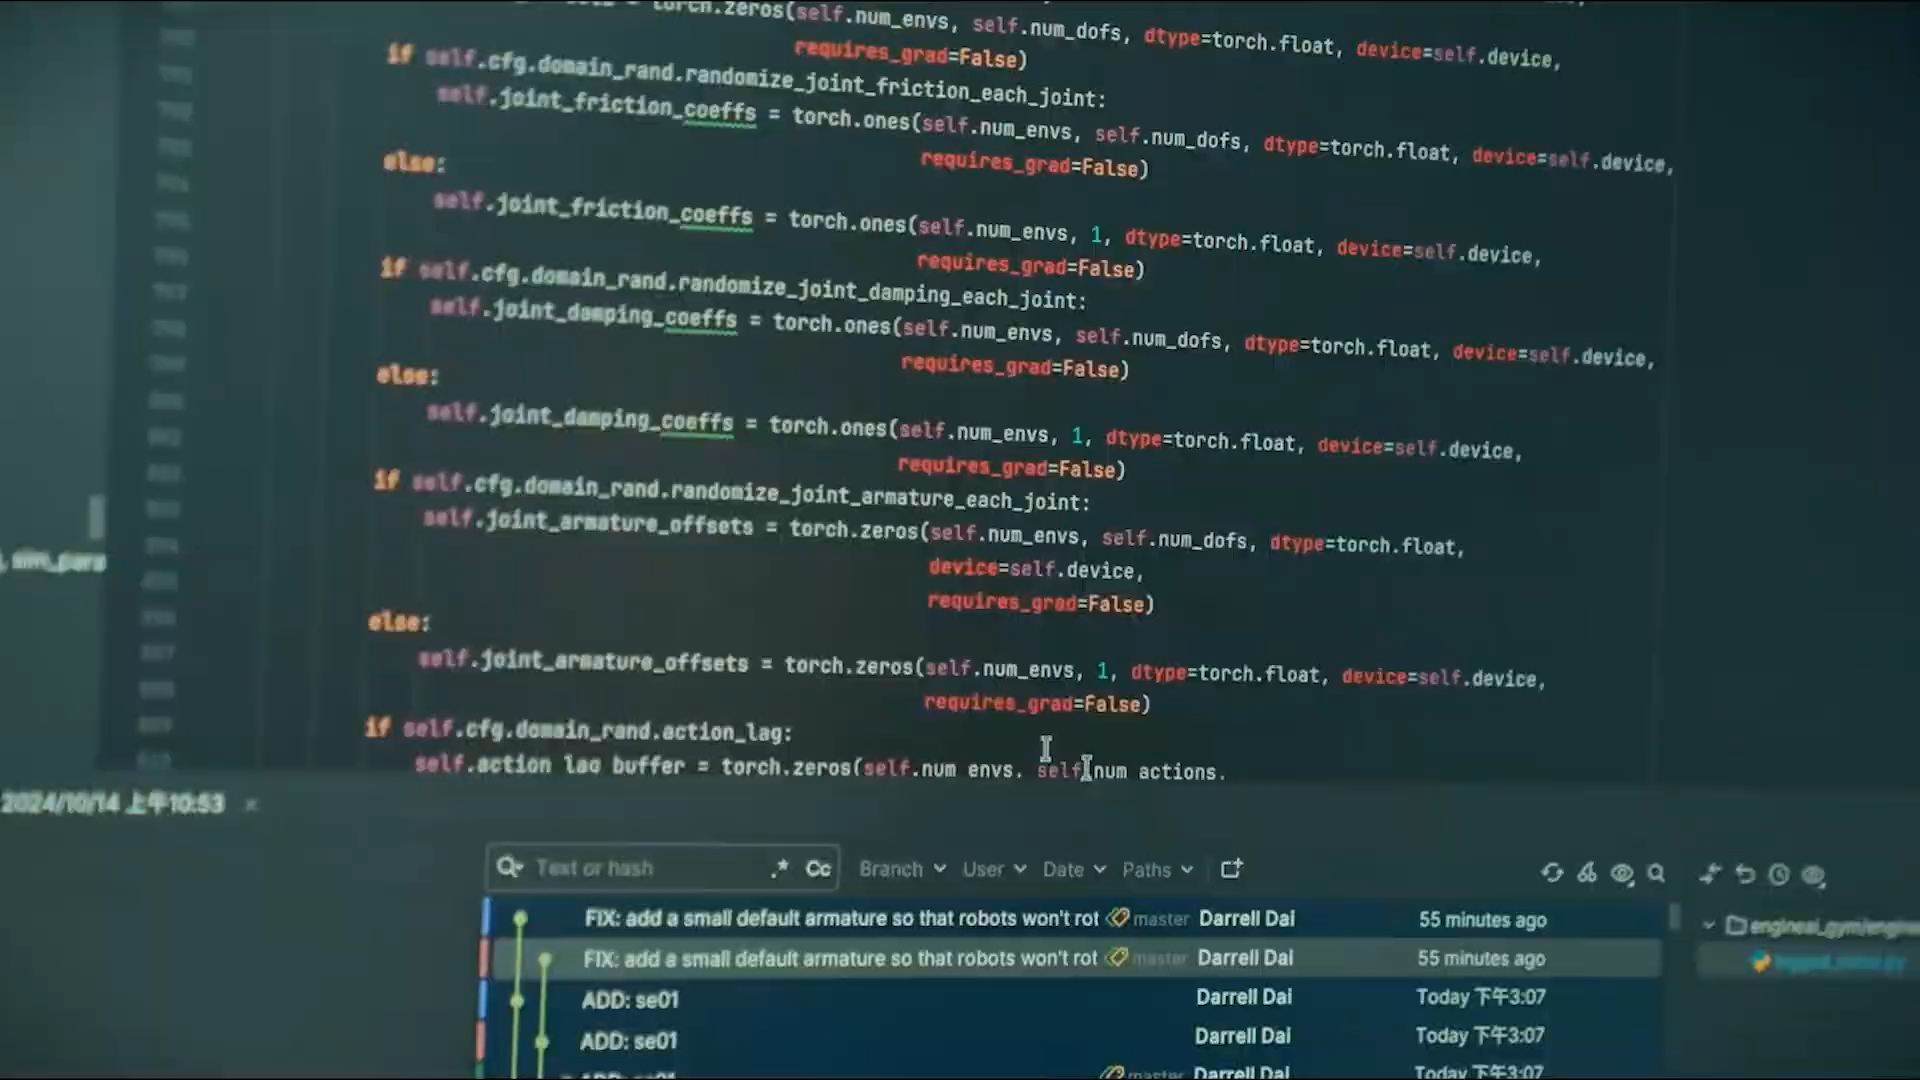 torch.zeros(self.num_envs, self.num_dofs, dtype=torch.float, device=self.device,
requires_grad=False)
if self.cfg.domain_rand.randomize_joint_friction_each_joint:
self.joint_friction_coeffs = torch.ones(self.num_envs, self.num_dofs, dtype=torch.float, device=self.device,
requires_grad=False)
else:
self.joint_friction_coeffs = torch.ones(self.num_envs, 1, dtype=torch.float, device=self.device,
requires_grad=False)
if self.cfg.domain_rand.randomize_joint_damping_each_joint:
self.joint_damping_coeffs = torch.ones(self.num_envs, self.num_dofs, dtype=torch.float, device=self.device,
requires_grad=False)
else:
self.joint_damping_coeffs = torch.ones(self.num_envs, 1, dtype=torch.float, device=self.device,
requires_grad=False)
if self.cfg.domain_rand.randomize_joint_armature_each_joint:
self.joint_armature_offsets = torch.zeros(self.num_envs, self.num_dofs, dtype=torch.float,
device=self.device,
requires_grad=False)
, sim_para
else:
self.joint_armature_offsets = torch.zeros(self.num_envs, 1, dtype=torch.float, device=self.device,
requires_grad=False)
if self.cfg.domain_rand.action_lag:
self.action_lag_buffer = torch.zeros(self.num_envs, self.num_actions,
2024/10/14 上午10:53 ×
Text or hash .* Cc Branch User Date Paths
FIX: add a small default armature so that robots won't rot master Darrell Dai 55 minutes ago
FIX: add a small default armature so that robots won't rot master Darrell Dai 55 minutes ago
ADD: se01 Darrell Dai Today 下午3:07
ADD: se01 Darrell Dai Today 下午3:07
ADD: se01 master Darrell Dai Today 下午3:07